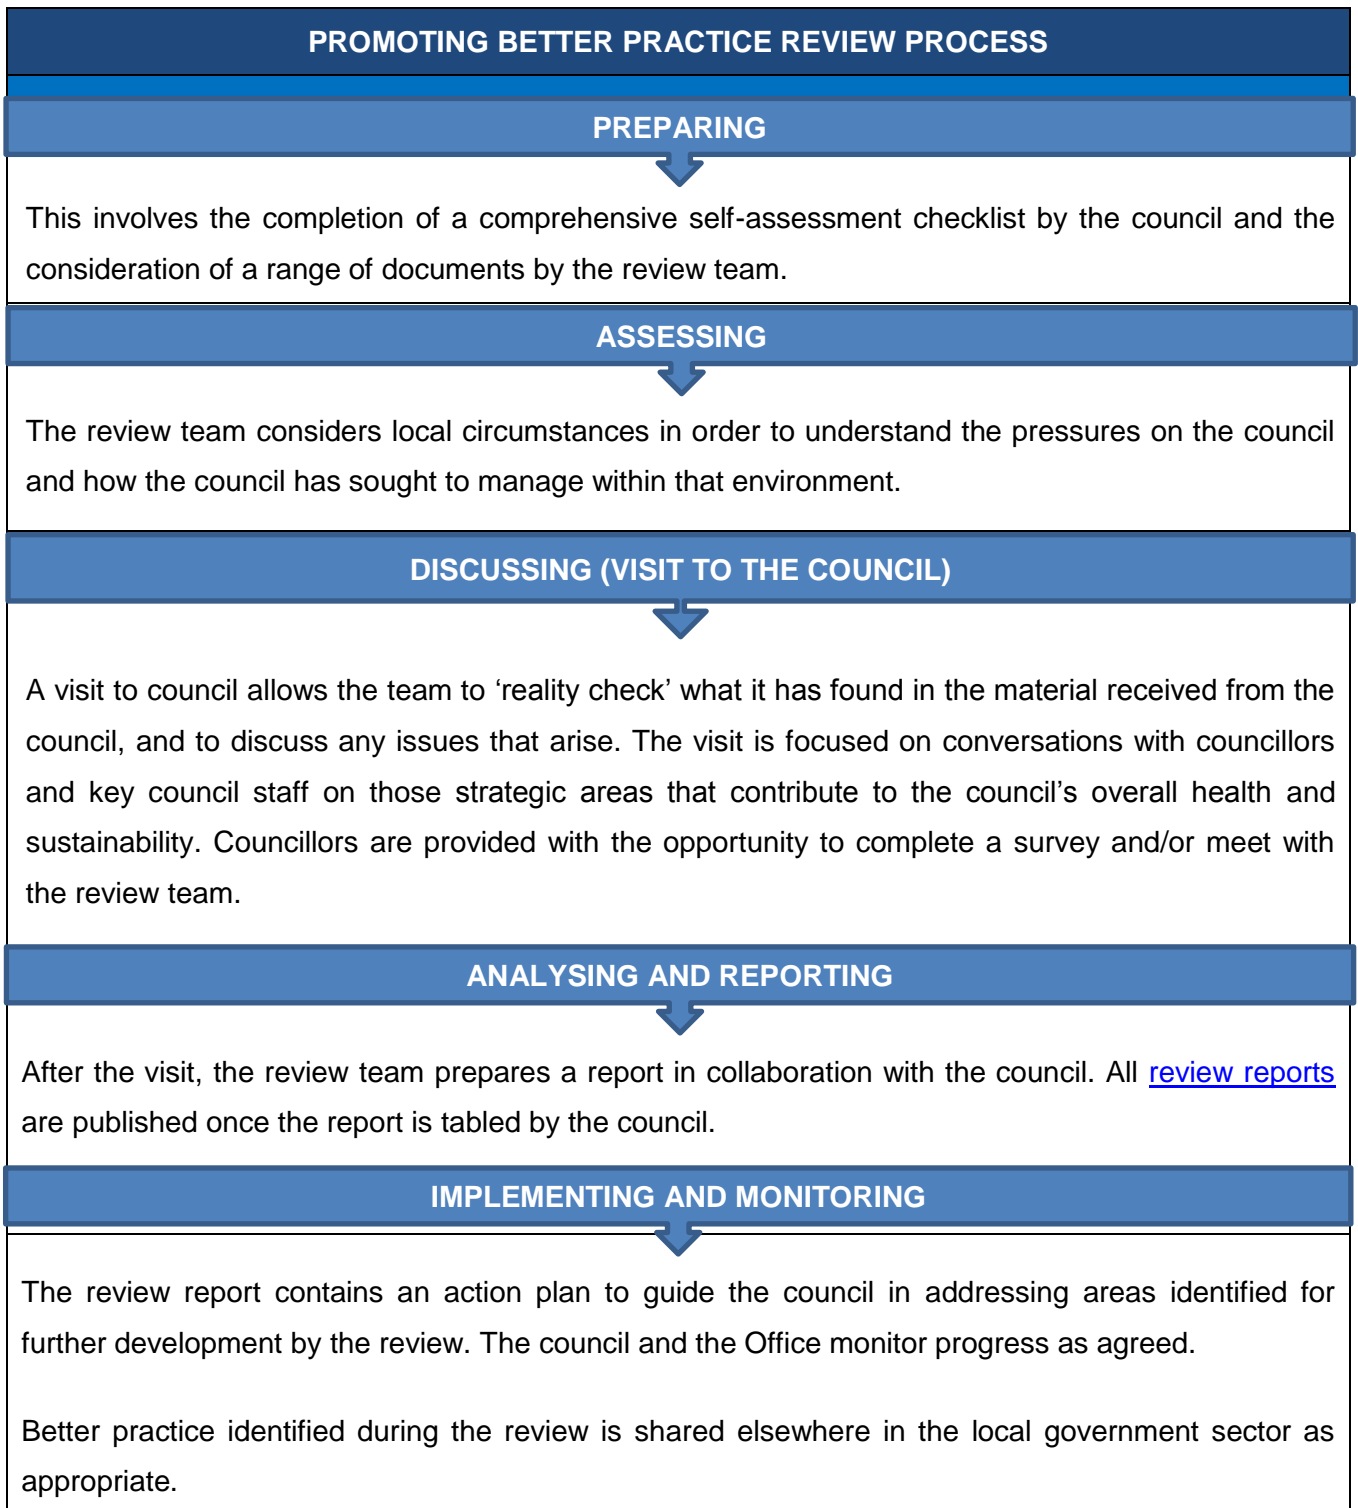 PROMOTING BETTER PRACTICE REVIEW PROCESS
PREPARING
This involves the completion of a comprehensive self-assessment checklist by the council and the
consideration of a range of documents by the review team.
ASSESSING
The review team considers local circumstances in order to understand the pressures on the council
and how the council has sought to manage within that environment.
DISCUSSING (VISIT TO THE COUNCIL)
A visit to council allows the team to ‘reality check’ what it has found in the material received from the
council, and to discuss any issues that arise. The visit is focused on conversations with councillors
and key council staff on those strategic areas that contribute to the council’s overall health and
sustainability. Councillors are provided with the opportunity to complete a survey and/or meet with
the review team.
ANALYSING AND REPORTING
After the visit, the review team prepares a report in collaboration with the council. All review reports
are published once the report is tabled by the council.
IMPLEMENTING AND MONITORING
The review report contains an action plan to guide the council in addressing areas identified for
further development by the review. The council and the Office monitor progress as agreed.
Better practice identified during the review is shared elsewhere in the local government sector as
appropriate.